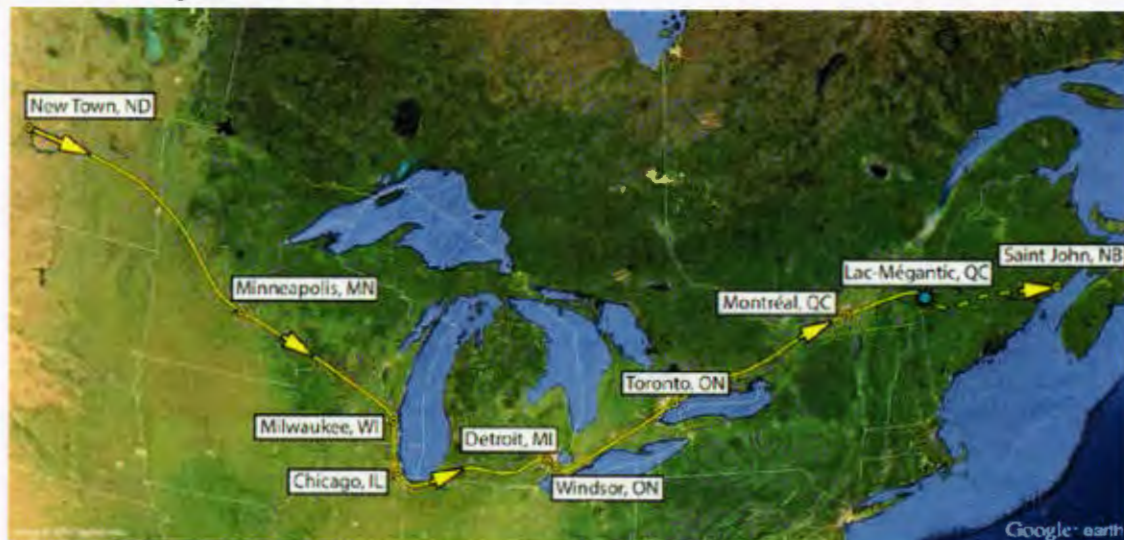 New Town, ND
Minneapolis, MN
Milwaukee, WI
Chicago, IL
Detroit, MI
Windsor, ON
Toronto, ON
Montréal, QC
Lac-Mégantic, QC
Saint John, NB
Google earth